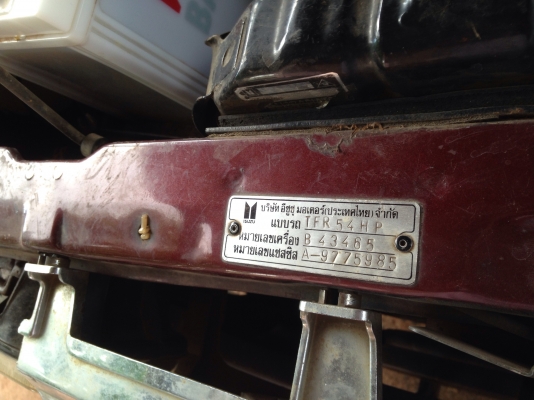 BA
ISUZU
บริษัท อีซูซุ มอเตอร์(ประเทศไทย) จำกัด
แบบรถ TFR54HP
หมายเลขเครื่อง B 43465
หมายเลขแชสซีส A-9775985